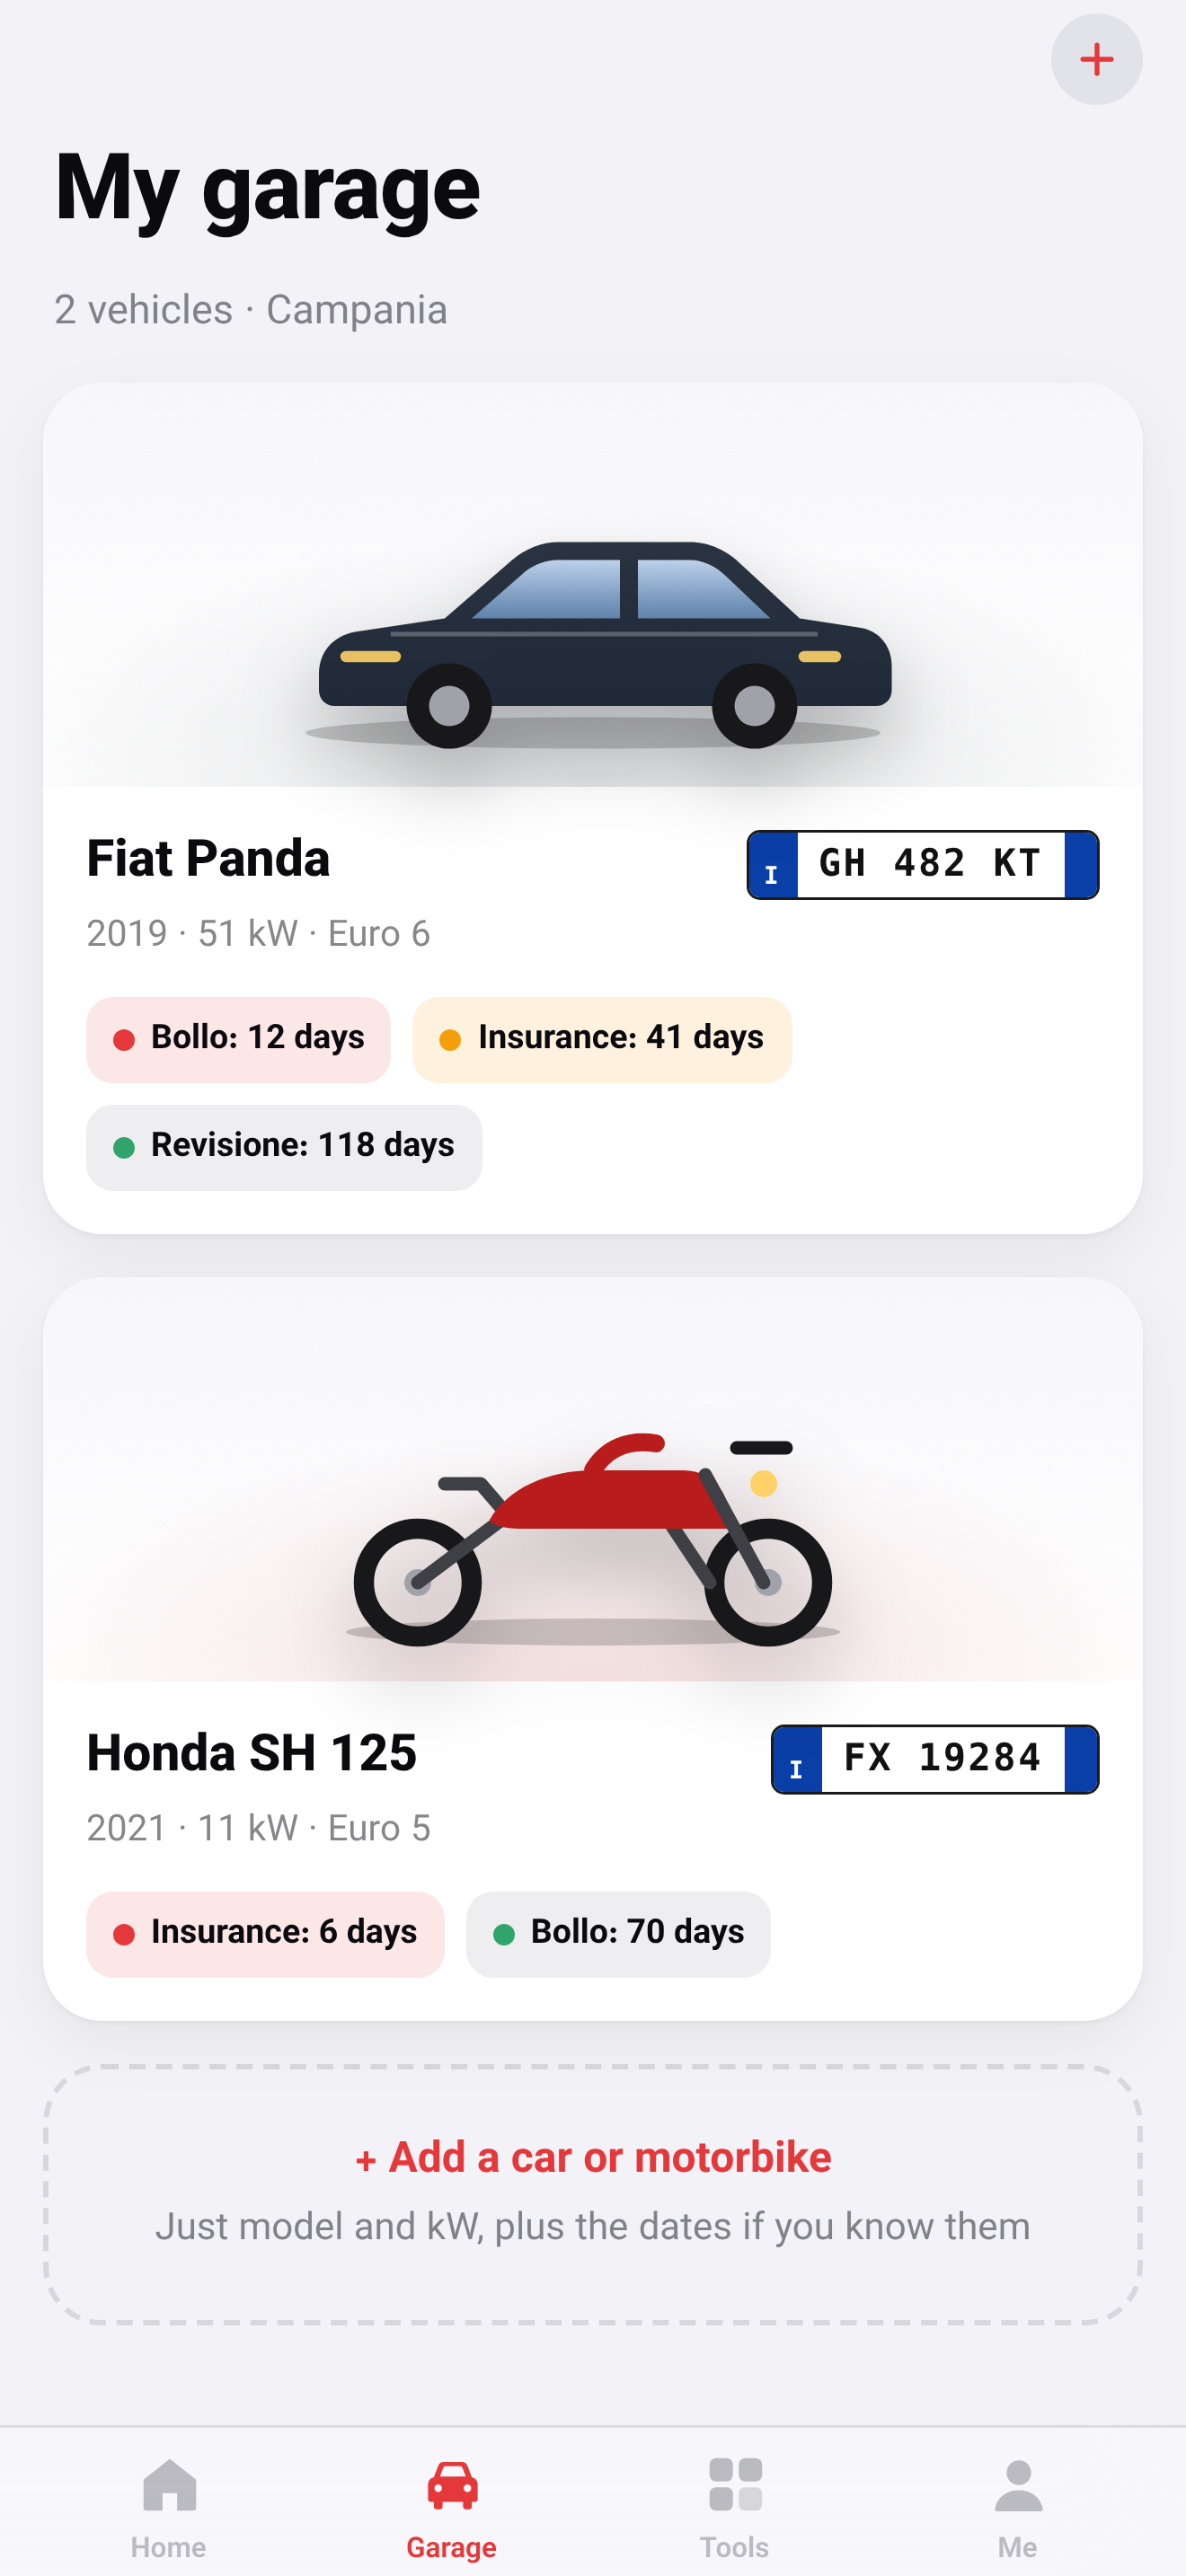 My garage
2 vehicles · Campania
Fiat Panda
I GH 482 KT
2019 · 51 kW · Euro 6
Bollo: 12 days
Insurance: 41 days
Revisione: 118 days
Honda SH 125
I FX 19284
2021 · 11 kW · Euro 5
Insurance: 6 days
Bollo: 70 days
+ Add a car or motorbike
Just model and kW, plus the dates if you know them
Home
Garage
Tools
Me